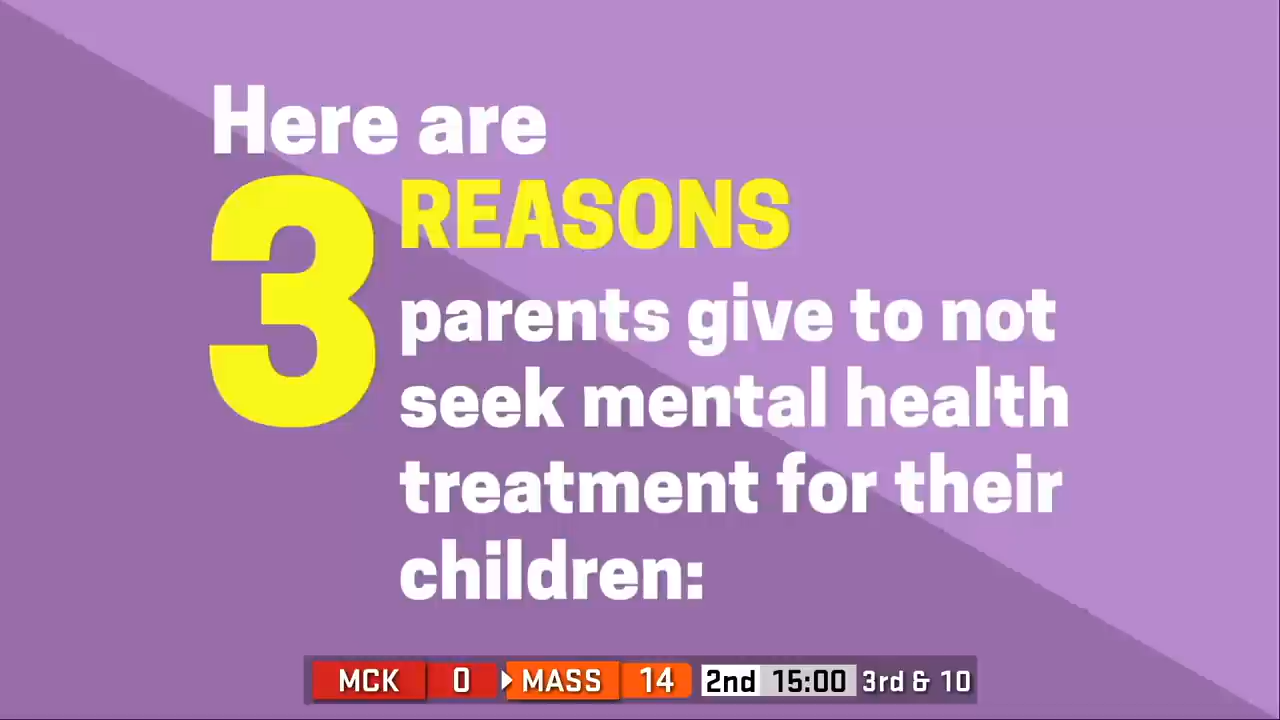 Here are
3 REASONS
parents give to not
seek mental health
treatment for their
children:
MCK 0 MASS 14 2nd 15:00 3rd & 10